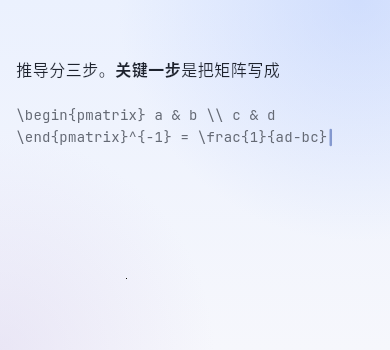 推导分三步。关键一步是把矩阵写成
\begin{pmatrix} a & b \\ c & d
\end{pmatrix}^{-1} = \frac{1}{ad-bc}